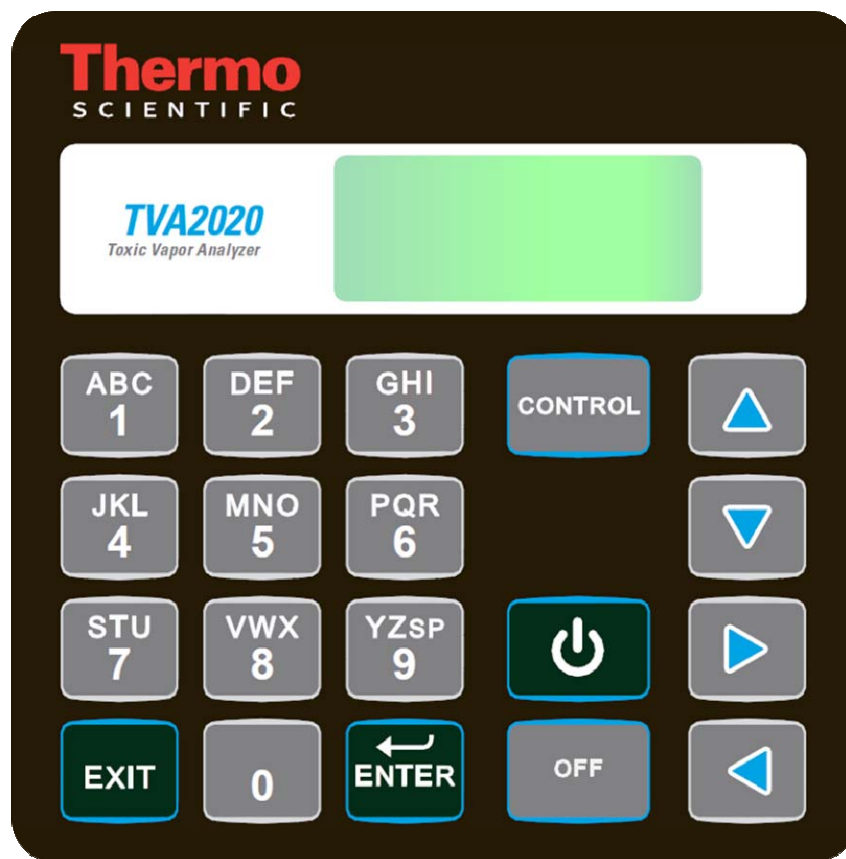 Thermo
SCIENTIFIC
TVA2020
Toxic Vapor Analyzer
ABC
1
DEF
2
GHI
3
CONTROL
JKL
4
MNO
5
PQR
6
STU
7
VWX
8
YZSP
9
EXIT
0
ENTER
OFF